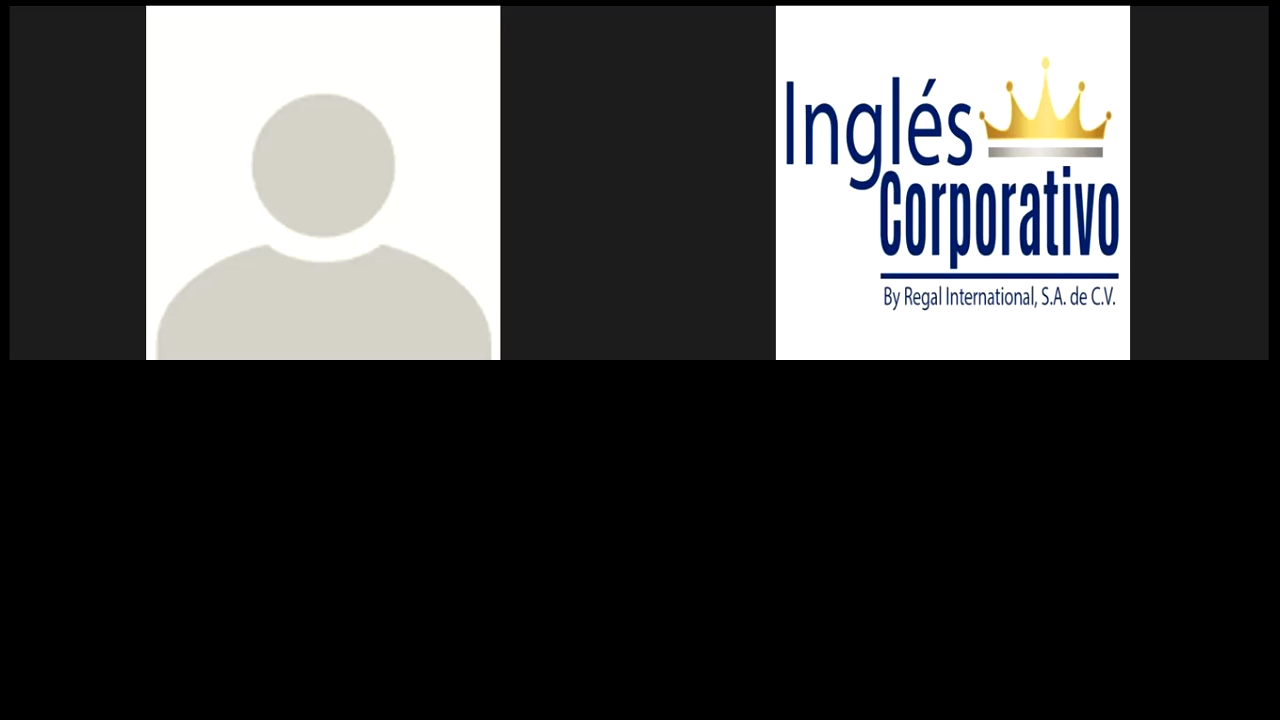 Inglés
Corporativo
By Regal International, S.A. de C.V.